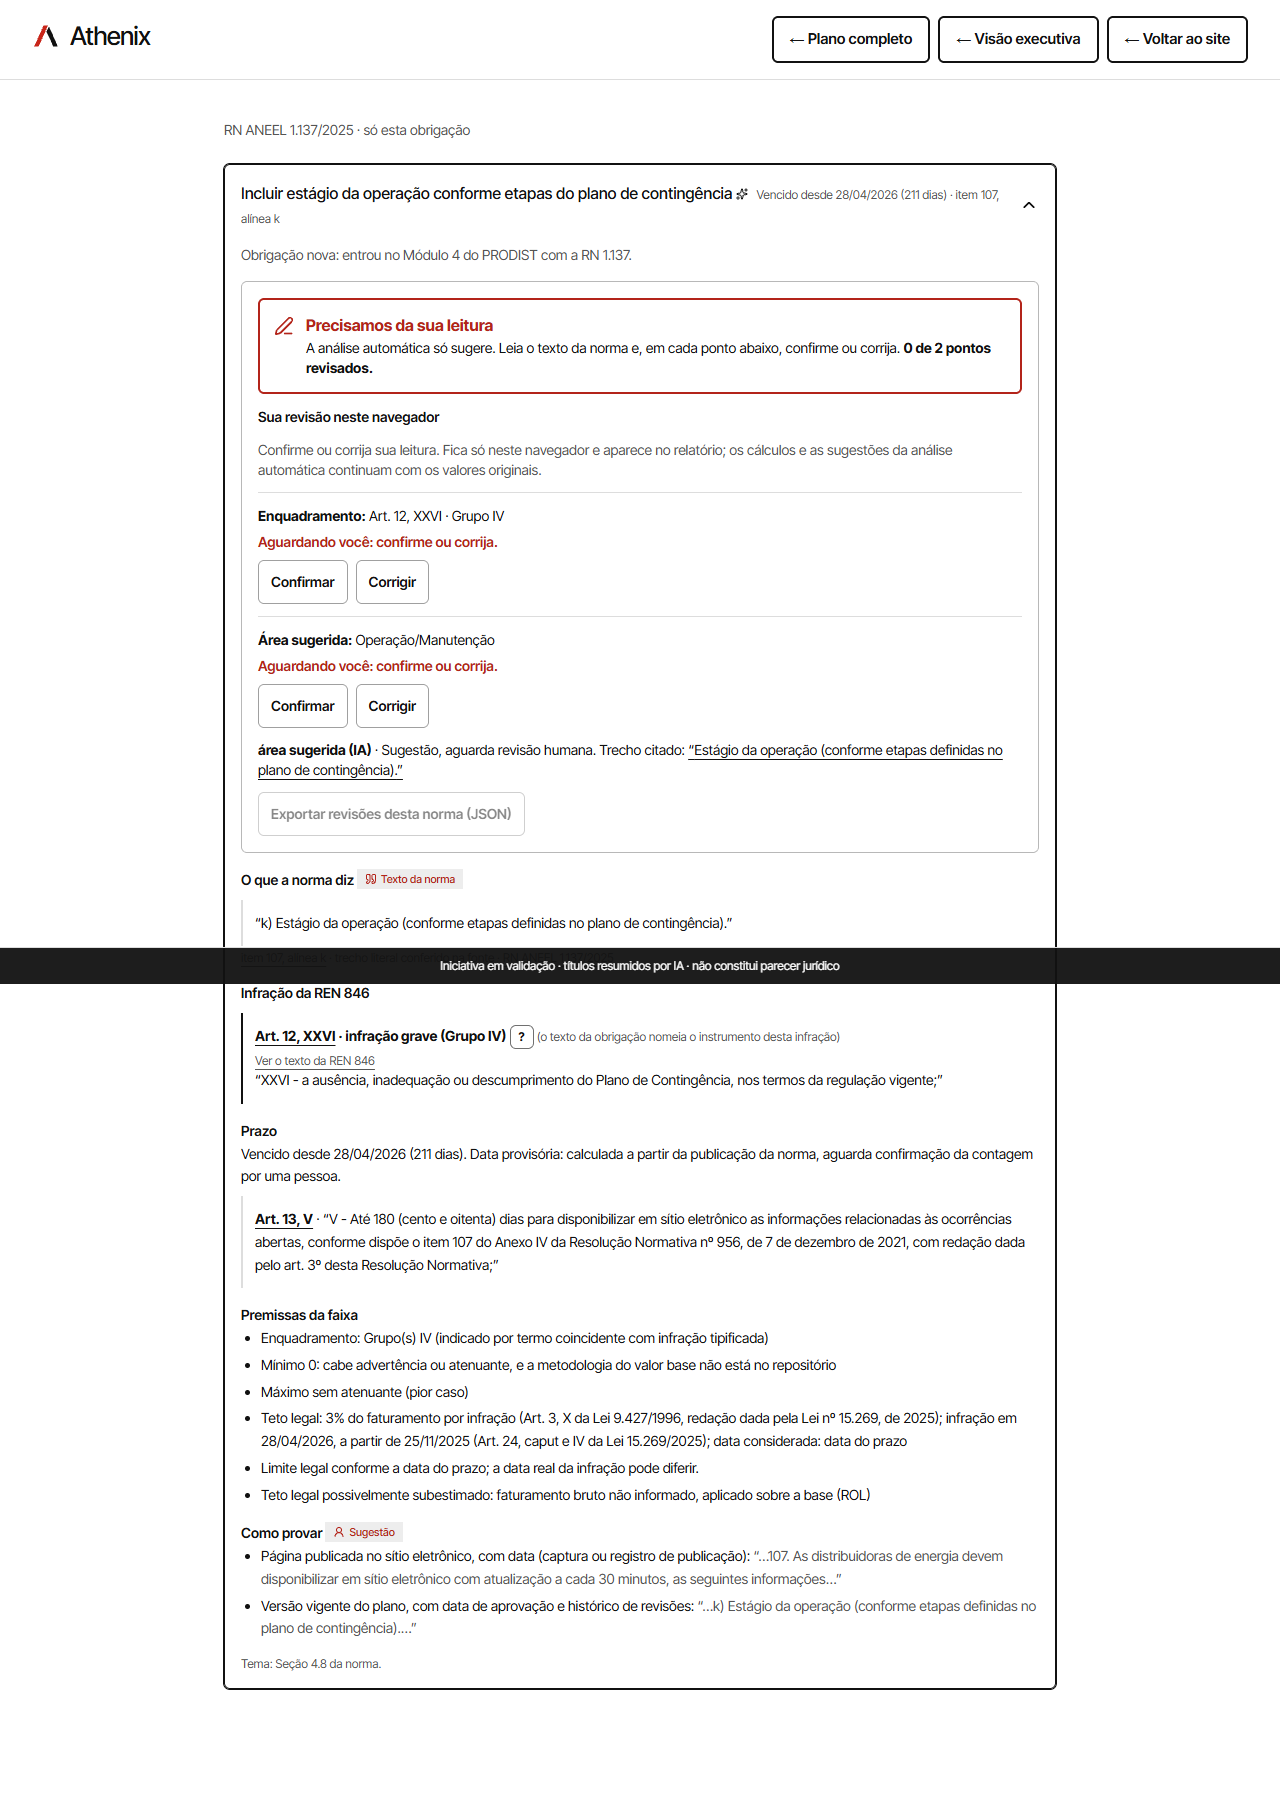 Athenix
← Plano completo
← Visão executiva
← Voltar ao site
RN ANEEL 1.137/2025 · só esta obrigação
Incluir estágio da operação conforme etapas do plano de contingência Vencido desde 28/04/2026 (211 dias) · item 107,
alínea k
Obrigação nova: entrou no Módulo 4 do PRODIST com a RN 1.137.
Precisamos da sua leitura
A análise automática só sugere. Leia o texto da norma e, em cada ponto abaixo, confirme ou corrija. 0 de 2 pontos
revisados.
Sua revisão neste navegador
Confirme ou corrija sua leitura. Fica só neste navegador e aparece no relatório; os cálculos e as sugestões da análise
automática continuam com os valores originais.
Enquadramento: Art. 12, XXVI · Grupo IV
Aguardando você: confirme ou corrija.
Confirmar
Corrigir
Área sugerida: Operação/Manutenção
Aguardando você: confirme ou corrija.
Confirmar
Corrigir
área sugerida (IA) · Sugestão, aguarda revisão humana. Trecho citado: “Estágio da operação (conforme etapas definidas no
plano de contingência).”
Exportar revisões desta norma (JSON)
O que a norma diz Texto da norma
“k) Estágio da operação (conforme etapas definidas no plano de contingência).”
Iniciativa em validação · títulos resumidos por IA · não constitui parecer jurídico
Infração da REN 846
Art. 12, XXVI · infração grave (Grupo IV) ? (o texto da obrigação nomeia o instrumento desta infração)
Ver o texto da REN 846
“XXVI - a ausência, inadequação ou descumprimento do Plano de Contingência, nos termos da regulação vigente;”
Prazo
Vencido desde 28/04/2026 (211 dias). Data provisória: calculada a partir da publicação da norma, aguarda confirmação da contagem
por uma pessoa.
Art. 13, V · “V - Até 180 (cento e oitenta) dias para disponibilizar em sítio eletrônico as informações relacionadas às ocorrências
abertas, conforme dispõe o item 107 do Anexo IV da Resolução Normativa nº 956, de 7 de dezembro de 2021, com redação dada
pelo art. 3º desta Resolução Normativa;”
Premissas da faixa
• Enquadramento: Grupo(s) IV (indicado por termo coincidente com infração tipificada)
• Mínimo 0: cabe advertência ou atenuante, e a metodologia do valor base não está no repositório
• Máximo sem atenuante (pior caso)
• Teto legal: 3% do faturamento por infração (Art. 3, X da Lei 9.427/1996, redação dada pela Lei nº 15.269, de 2025); infração em
28/04/2026, a partir de 25/11/2025 (Art. 24, caput e IV da Lei 15.269/2025); data considerada: data do prazo
• Limite legal conforme a data do prazo; a data real da infração pode diferir.
• Teto legal possivelmente subestimado: faturamento bruto não informado, aplicado sobre a base (ROL)
Como provar Sugestão
• Página publicada no sítio eletrônico, com data (captura ou registro de publicação): “…107. As distribuidoras de energia devem
disponibilizar em sítio eletrônico com atualização a cada 30 minutos, as seguintes informações…”
• Versão vigente do plano, com data de aprovação e histórico de revisões: “…k) Estágio da operação (conforme etapas definidas no
plano de contingência).…”
Tema: Seção 4.8 da norma.